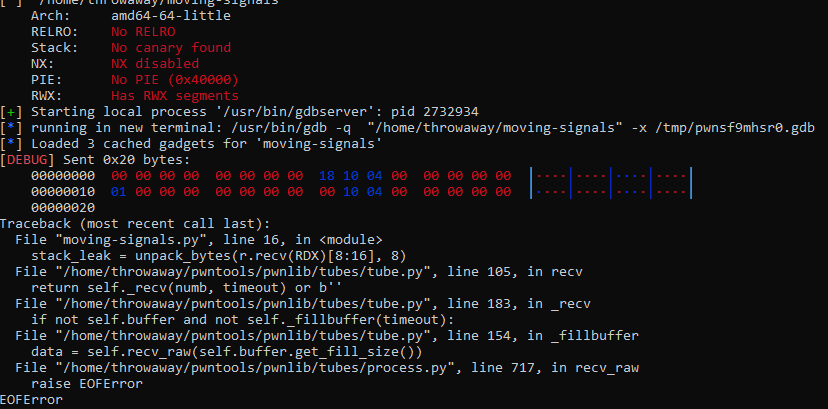 [*] '/home/throwaway/moving-signals'
    Arch:     amd64-64-little
    RELRO:    No RELRO
    Stack:    No canary found
    NX:       NX disabled
    PIE:      No PIE (0x40000)
    RWX:      Has RWX segments
[+] Starting local process '/usr/bin/gdbserver': pid 2732934
[*] running in new terminal: /usr/bin/gdb -q  "/home/throwaway/moving-signals" -x /tmp/pwnsf9mhsr0.gdb
[*] Loaded 3 cached gadgets for 'moving-signals'
[DEBUG] Sent 0x20 bytes:
    00000000  00 00 00 00  00 00 00 00  18 10 04 00  00 00 00 00  │····│····│····│····│
    00000010  01 00 00 00  00 00 00 00  00 10 04 00  00 00 00 00  │····│····│····│····│
    00000020
Traceback (most recent call last):
  File "moving-signals.py", line 16, in <module>
    stack_leak = unpack_bytes(r.recv(RDX)[8:16], 8)
  File "/home/throwaway/pwntools/pwnlib/tubes/tube.py", line 105, in recv
    return self._recv(numb, timeout) or b''
  File "/home/throwaway/pwntools/pwnlib/tubes/tube.py", line 183, in _recv
    if not self.buffer and not self._fillbuffer(timeout):
  File "/home/throwaway/pwntools/pwnlib/tubes/tube.py", line 154, in _fillbuffer
    data = self.recv_raw(self.buffer.get_fill_size())
  File "/home/throwaway/pwntools/pwnlib/tubes/process.py", line 717, in recv_raw
    raise EOFError
EOFError